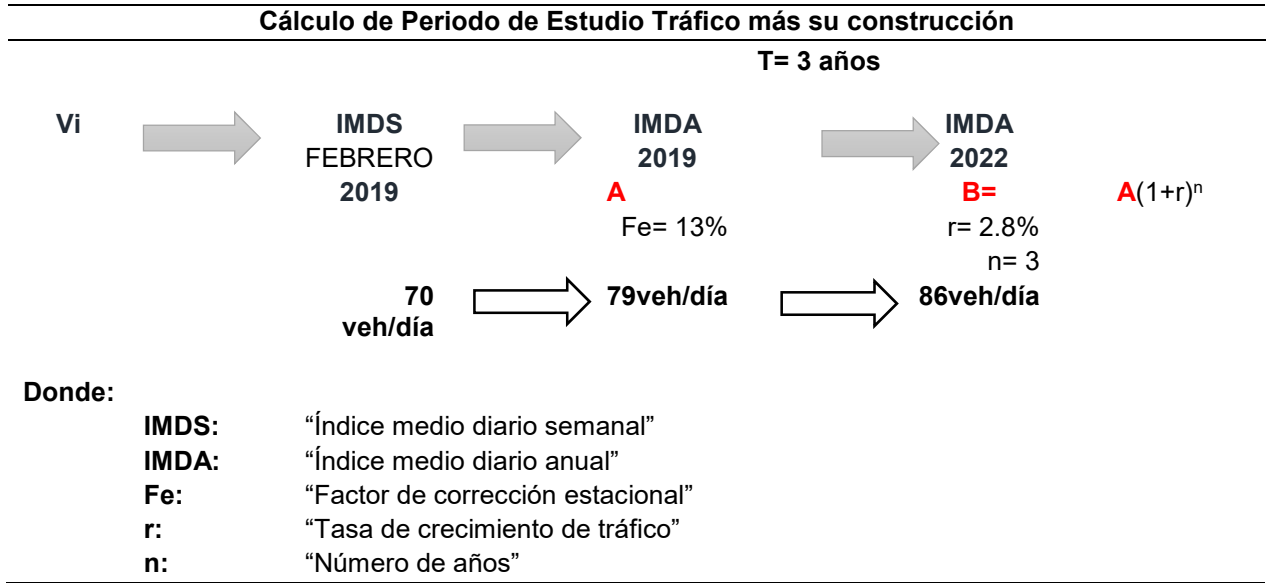 Cálculo de Periodo de Estudio Tráfico más su construcción
T= 3 años
Vi IMDS IMDA IMDA
FEBRERO 2019 2022
2019 A B= A(1+r)ⁿ
Fe= 13% r= 2.8%
n= 3
70 79veh/día 86veh/día
veh/día
Donde:
IMDS: “Índice medio diario semanal”
IMDA: “Índice medio diario anual”
Fe: “Factor de corrección estacional”
r: “Tasa de crecimiento de tráfico”
n: “Número de años”